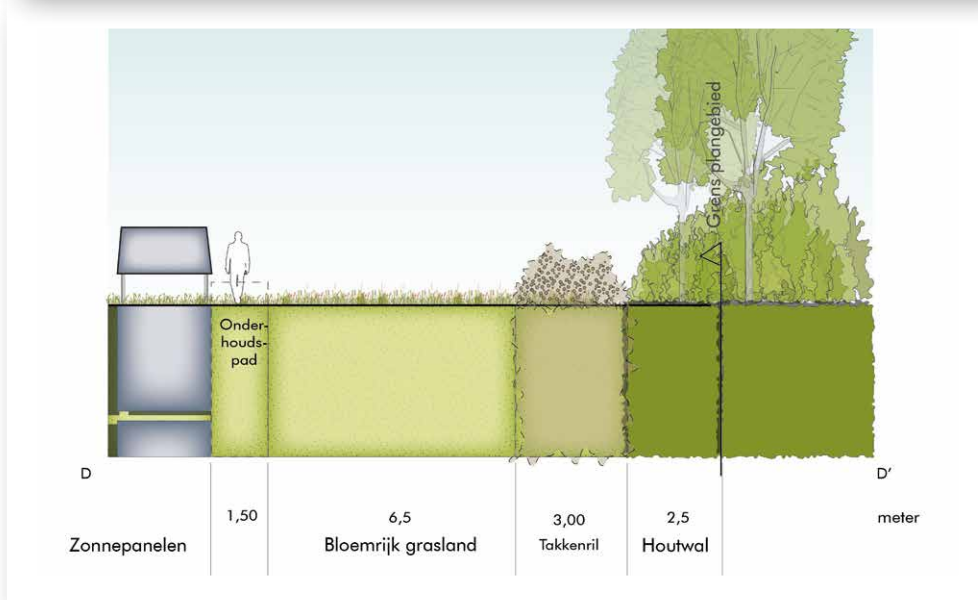 Grens plangebied
Onder-
houds-
pad
D
D’
1,50
6,5
3,00
2,5
meter
Zonnepanelen
Bloemrijk grasland
Takkenril
Houtwal